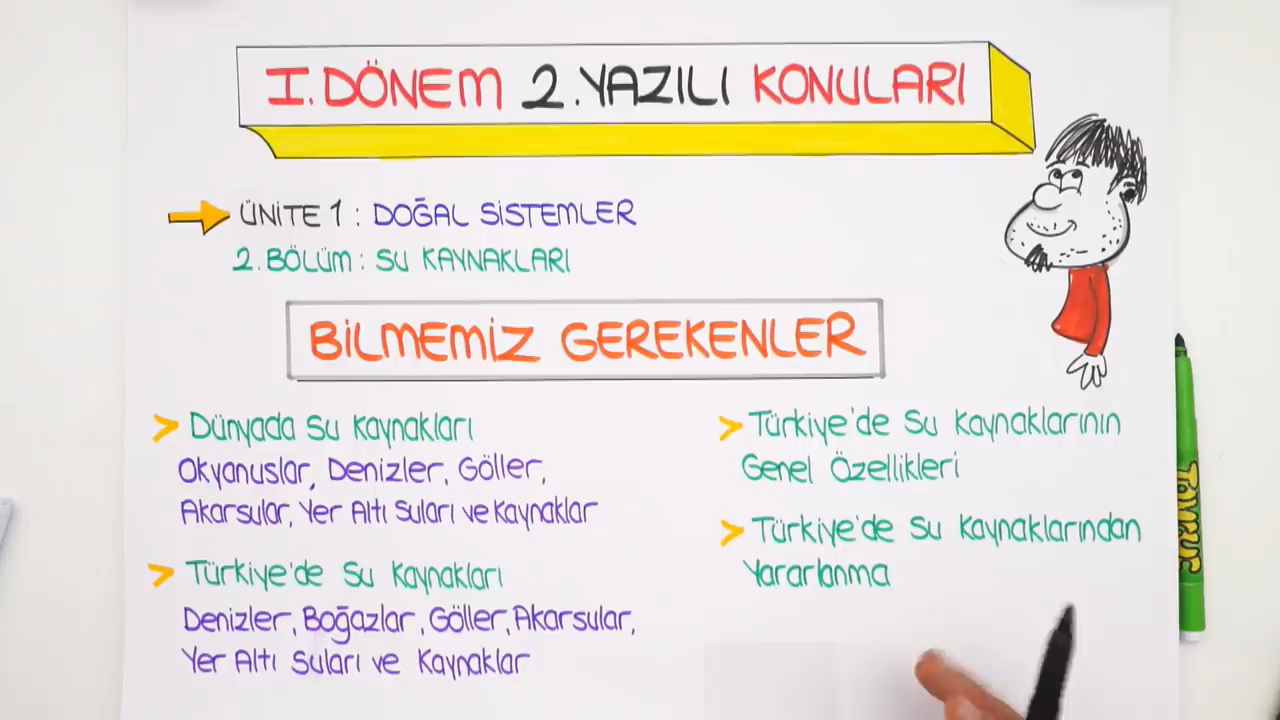 I. DÖNEM 2. YAZILI KONULARI
ÜNİTE 1 : DOĞAL SİSTEMLER
2. BÖLÜM : SU KAYNAKLARI
BİLMEMİZ GEREKENLER
> Dünyada Su Kaynakları
Okyanuslar, Denizler, Göller,
Akarsular, Yer Altı Suları ve Kaynaklar
> Türkiye'de Su Kaynakları
Denizler, Boğazlar, Göller, Akarsular,
Yer Altı Suları ve Kaynaklar
> Türkiye'de Su Kaynaklarının
Genel Özellikleri
> Türkiye'de Su Kaynaklarından
Yararlanma